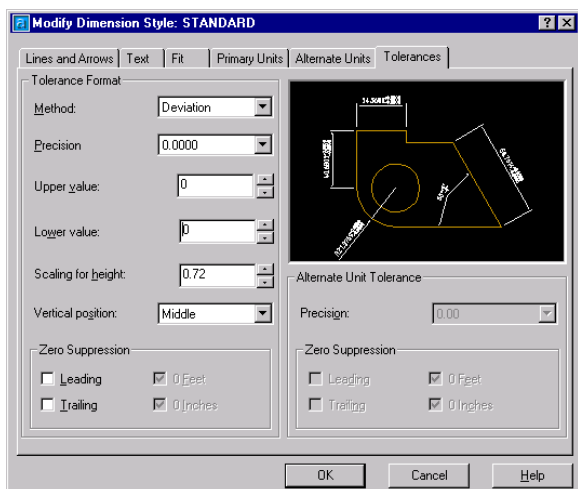 Modify Dimension Style: STANDARD
Lines and Arrows Text Fit Primary Units Alternate Units Tolerances
Tolerance Format
Method: Deviation
Precision 0.0000
Upper value: 0
Lower value: 0
Scaling for height: 0.72
Vertical position: Middle
Zero Suppression
Leading 0 Feet
Trailing 0 Inches
Alternate Unit Tolerance
Precision: 0.00
Zero Suppression
Leading 0 Feet
Trailing 0 Inches
OK Cancel Help